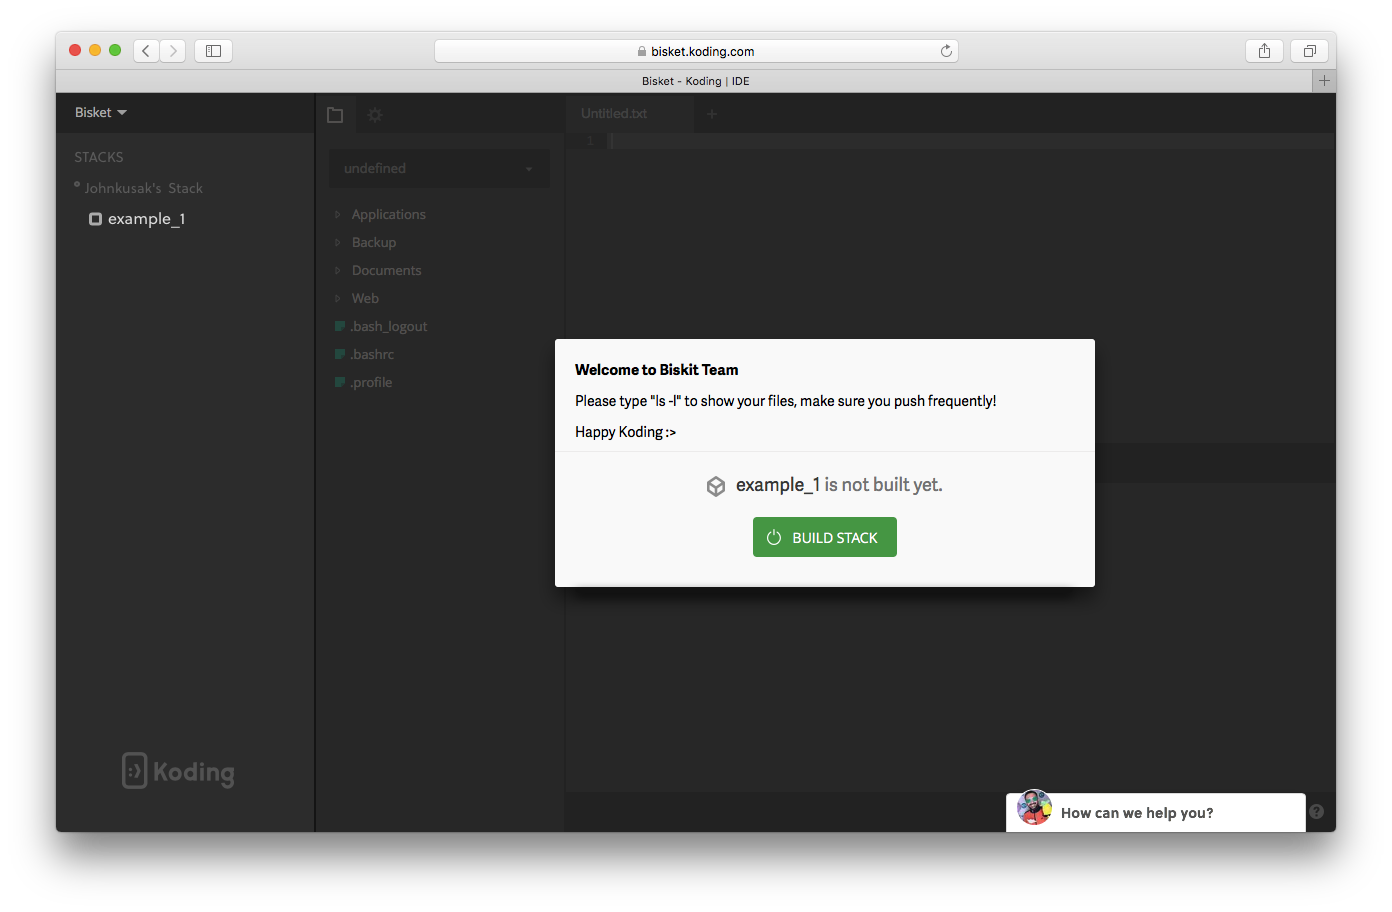 bisket.koding.com
Bisket - Koding | IDE
Bisket
Untitled.txt
STACKS
Johnkusak's Stack
example_1
undefined
Applications
Backup
Documents
Web
.bash_logout
.bashrc
.profile
1
Welcome to Biskit Team
Please type "ls -l" to show your files, make sure you push frequently!
Happy Koding :>
example_1 is not built yet.
BUILD STACK
:) Koding
How can we help you?
?